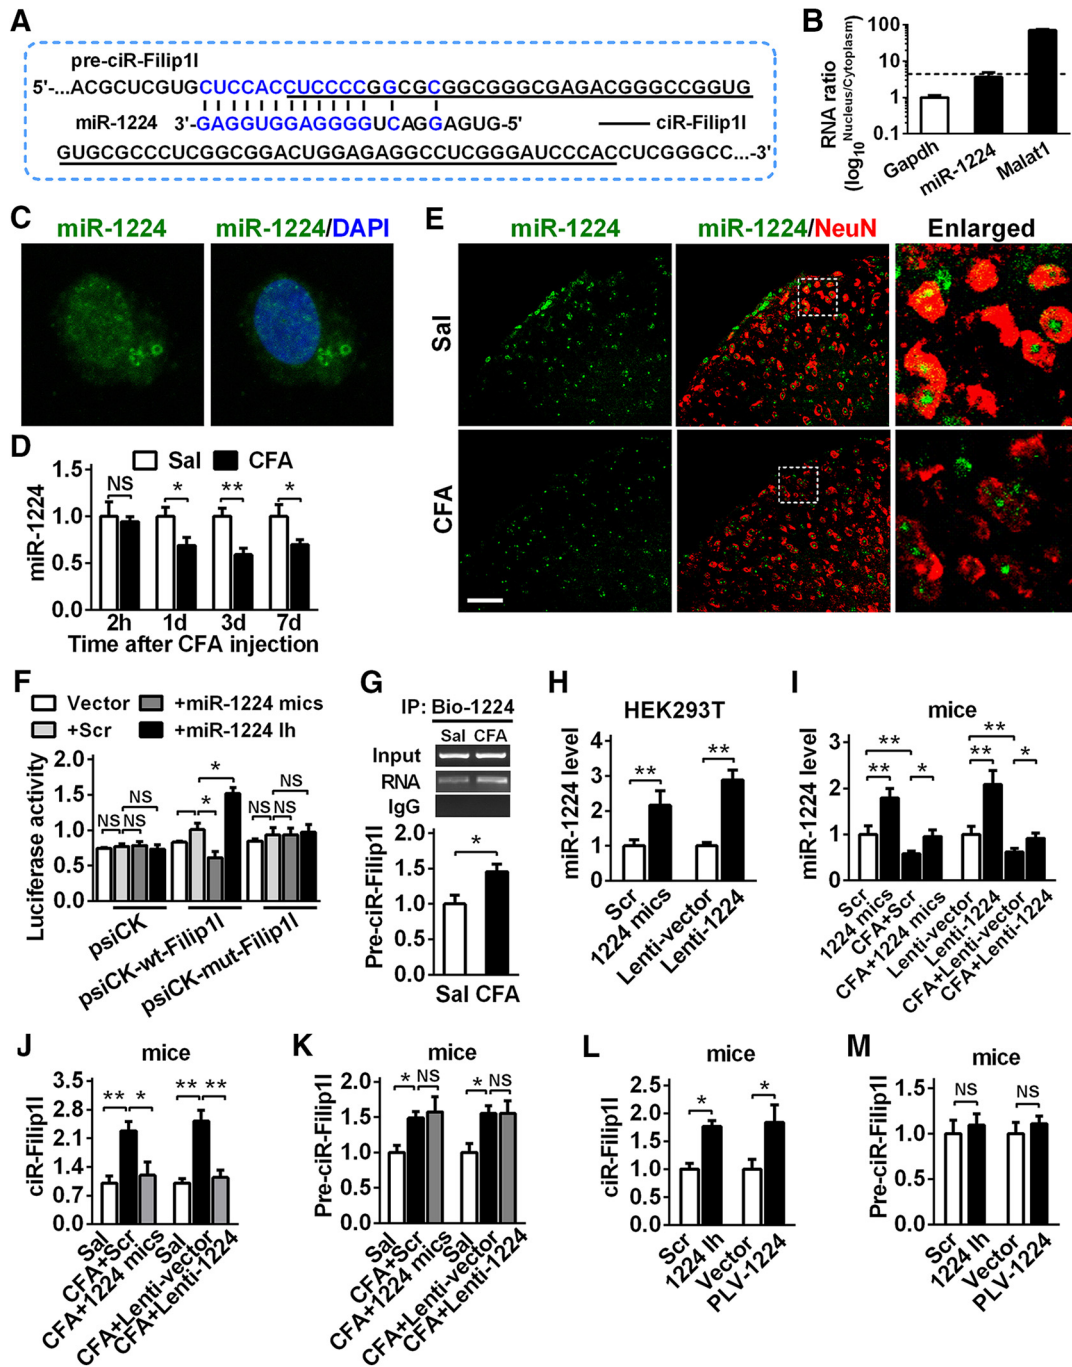 A
pre-ciR-Filip1l
5'-...ACGCUCGUGCUCCACCUCCCCGGCGCGGCGGGCGAGACGGGCCGGUG
miR-1224 3'-GAGGUGGAGGGGUCAGGAGUG-5' ciR-Filip1l
GUGCGCCCUCGGCGGACUGGAGAGGCCUCGGGAUCCCACCUCGGGCC...-3'
B
RNA ratio
(log10 Nucleus/Cytoplasm)
100
10
1
0.1
Gapdh
miR-1224
Malat1
C
miR-1224
miR-1224/DAPI
D
Sal
CFA
miR-1224
1.5
1.0
0.5
0.0
NS
*
**
*
2h
1d
3d
7d
Time after CFA injection
E
miR-1224
miR-1224/NeuN
Enlarged
Sal
CFA
F
Vector
+miR-1224 mics
+Scr
+miR-1224 Ih
Luciferase activity
2.0
1.5
1.0
0.5
0.0
NS
NS
NS
*
*
NS
NS
NS
psiCK
psiCK-wt-Filip1l
psiCK-mut-Filip1l
G
IP: Bio-1224
Sal CFA
Input
RNA
IgG
Pre-ciR-Filip1l
2.0
1.5
1.0
0.5
0.0
*
Sal CFA
H
HEK293T
miR-1224 level
4
3
2
1
0
**
**
Scr
1224 mics
Lenti-vector
Lenti-1224
I
mice
miR-1224 level
3
2
1
0
**
**
*
**
**
*
Scr
1224 mics
CFA+Scr
CFA+1224 mics
Lenti-vector
Lenti-1224
CFA+Lenti-vector
CFA+Lenti-1224
J
mice
ciR-Filip1l
3.5
2.8
2.1
1.4
0.7
0.0
**
*
**
**
Sal
CFA+Scr
CFA+1224 mics
Sal
CFA+Lenti-vector
CFA+Lenti-1224
K
mice
Pre-ciR-Filip1l
2.0
1.5
1.0
0.5
0.0
*
NS
*
NS
Sal
CFA+Scr
CFA+1224 mics
Sal
CFA+Lenti-vector
CFA+Lenti-1224
L
mice
ciR-Filip1l
2.5
2.0
1.5
1.0
0.5
0.0
*
*
Scr
1224 Ih
Vector
PLV-1224
M
mice
Pre-ciR-Filip1l
1.5
1.0
0.5
0.0
NS
NS
Scr
1224 Ih
Vector
PLV-1224